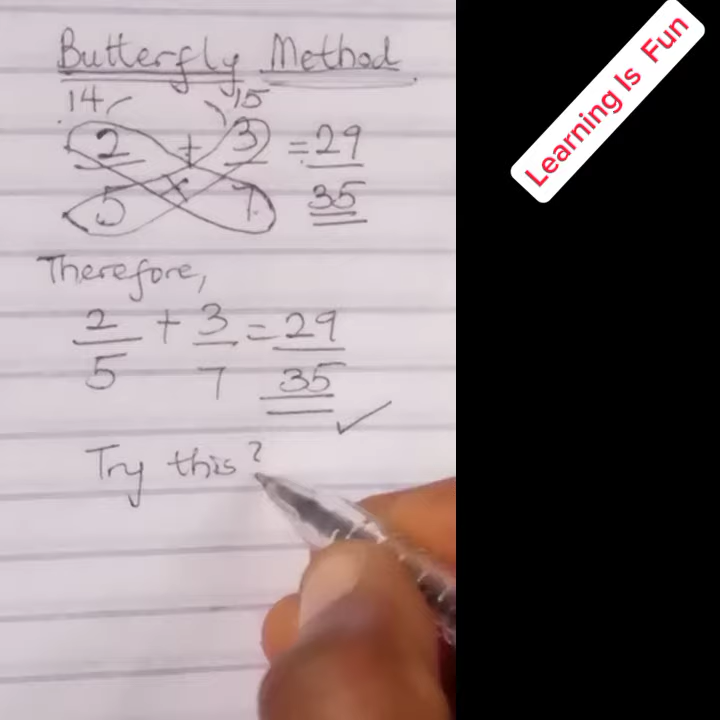 Butterfly Method
14 15
2 + 3 = 29
5 × 7 35
Therefore,
2 + 3 = 29
5 7 35 ✓
Try this?
Learning Is Fun